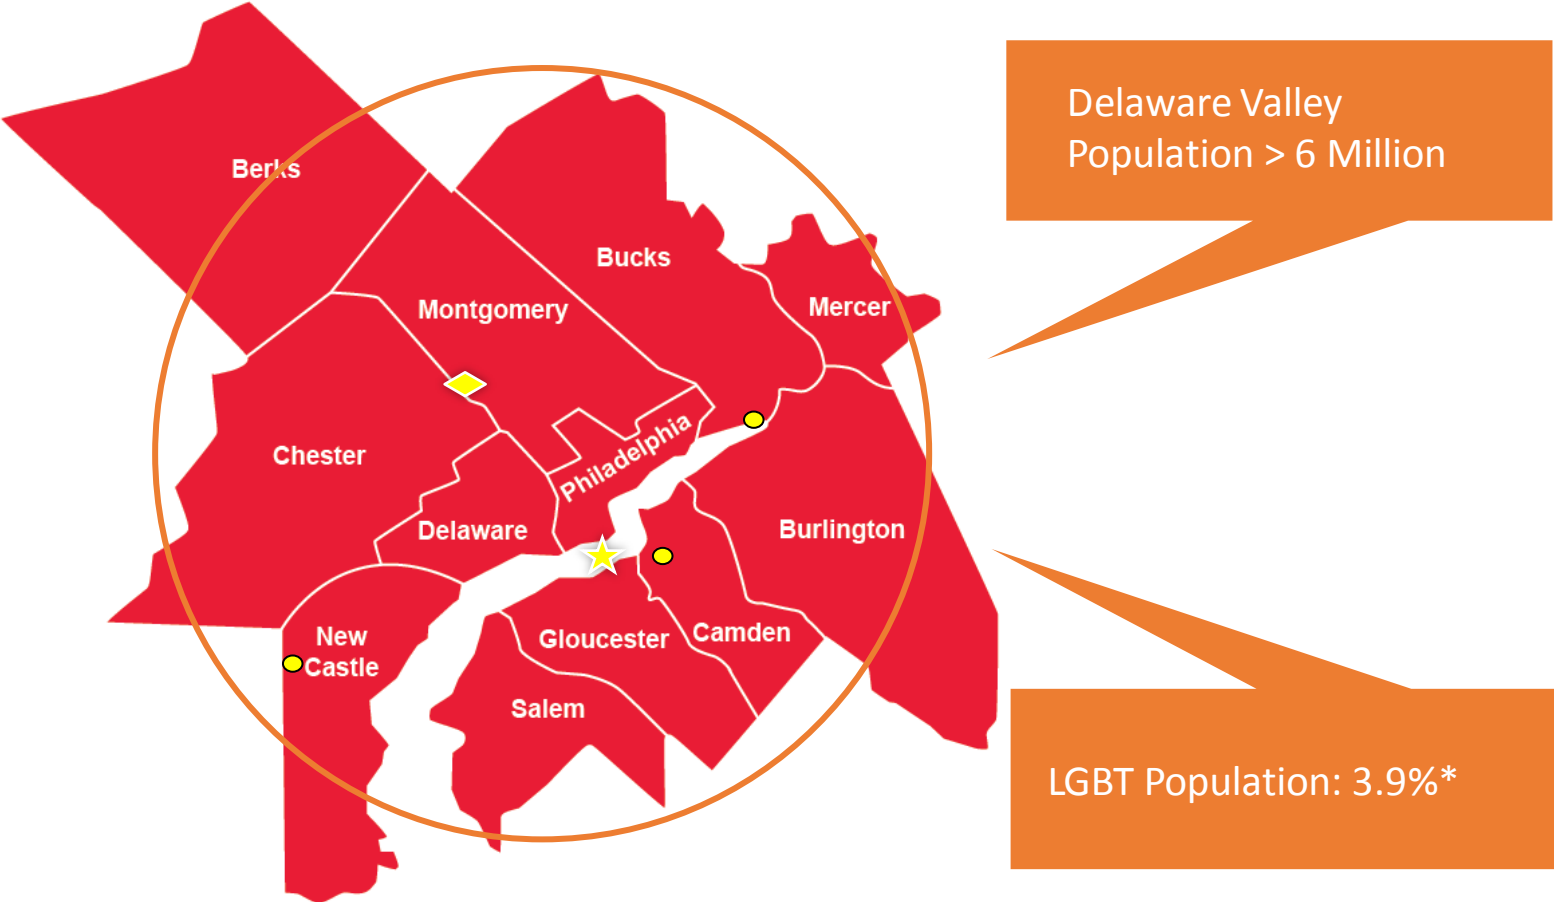 Delaware Valley
Population > 6 Million
Berks
Bucks
Montgomery
Mercer
Philadelphia
Chester
Delaware
Burlington
New
Castle
Gloucester
Camden
Salem
LGBT Population: 3.9%*